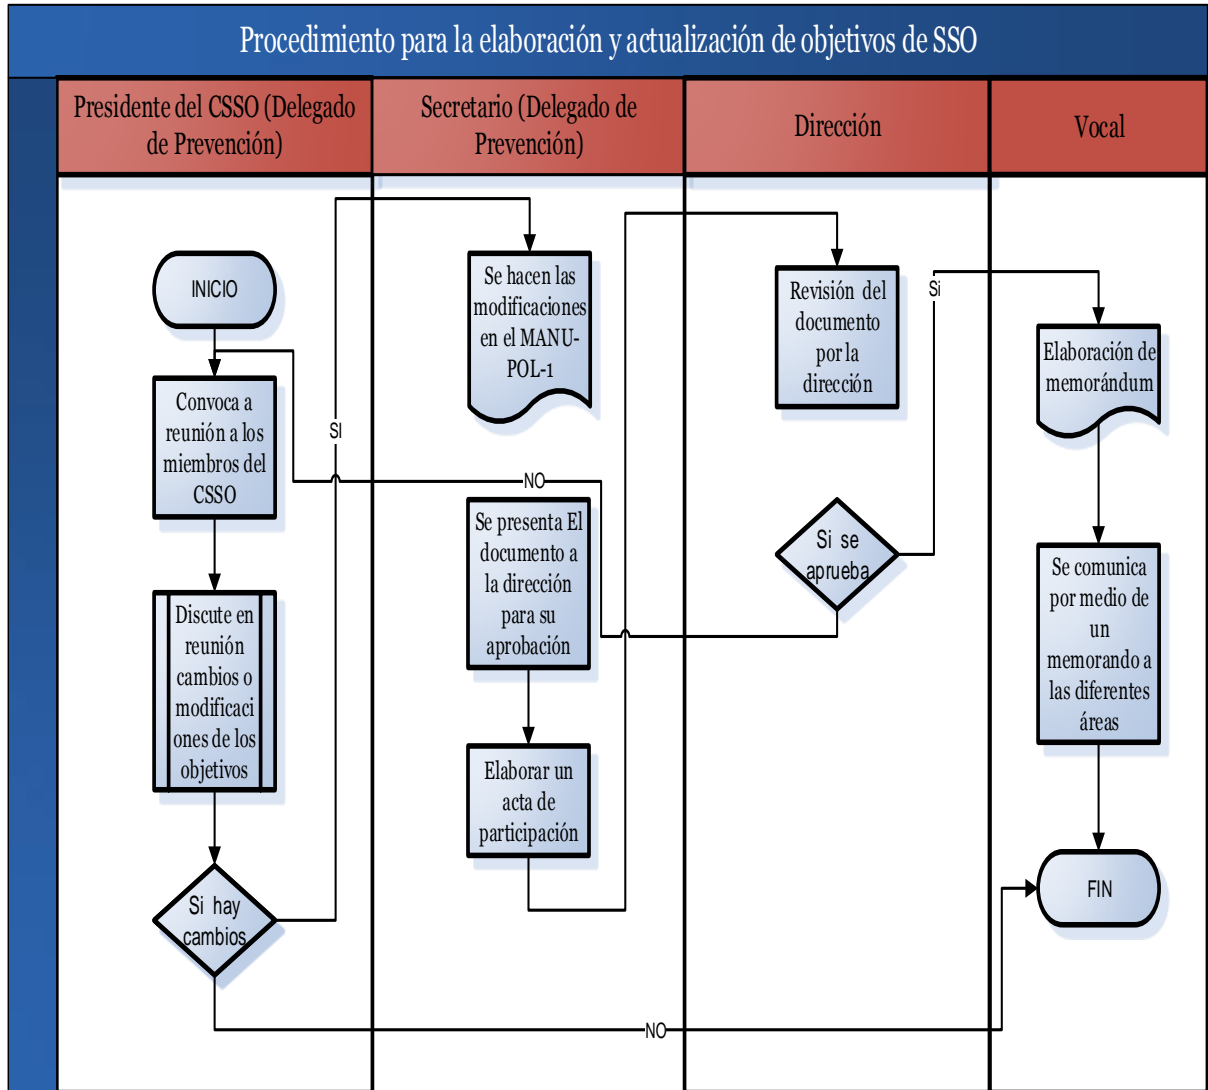 Procedimiento para la elaboración y actualización de objetivos de SSO
Presidente del CSSO (Delegado
de Prevención)
Secretario (Delegado de
Prevención)
Dirección
Vocal
INICIO
Convoca a
reunión a los
miembros del
CSSO
Discute en
reunión
cambios o
modificaci
ones de los
objetivos
Si hay
cambios
SI
NO
Se hacen las
modificaciones
en el MANU-
POL-1
NO
Se presenta El
documento a
la dirección
para su
aprobación
Elaborar un
acta de
participación
Revisión del
documento
por la
dirección
Si se
aprueba
Si
Elaboración de
memorándum
Se comunica
por medio de
un
memorando a
las diferentes
áreas
FIN